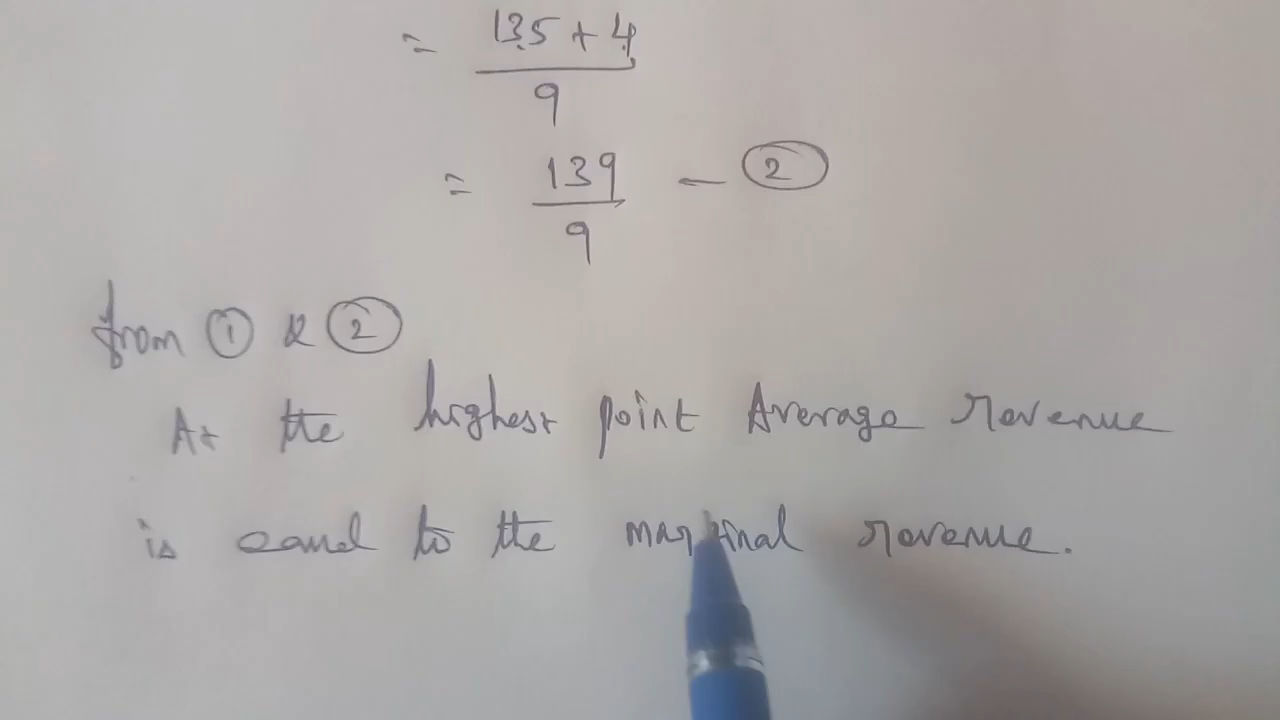 = 135 + 4
9
= 139 — ②
9
from ① & ②
At the highest point Average revenue
is equal to the marginal revenue.